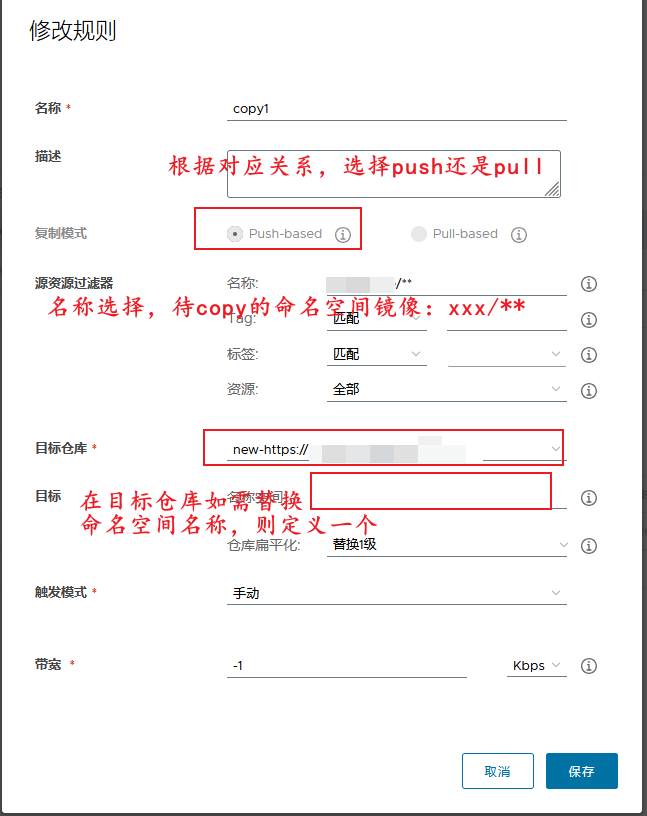 修改规则
名称 *
copy1
描述
根据对应关系，选择push还是pull
复制模式
Push-based
Pull-based
源资源过滤器
名称:
/**
名称选择，待copy的命名空间镜像：xxx/**
Tag:
匹配
标签:
匹配
资源:
全部
目标仓库 *
new-https://
目标
名称空间:
在目标仓库如需替换
命名空间名称，则定义一个
仓库扁平化:
替换1级
触发模式 *
手动
带宽 *
-1
Kbps
取消
保存